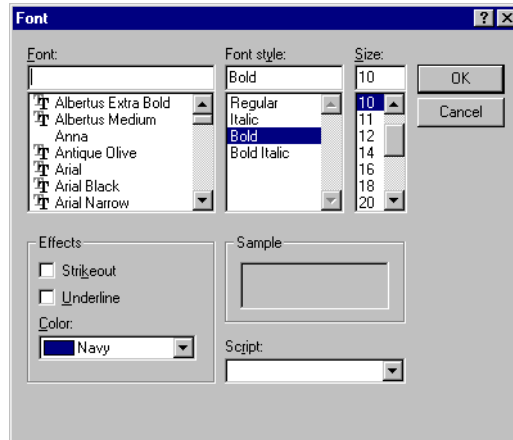 Font
Font:
Font style:
Size:
Bold
10
OK
Cancel
Albertus Extra Bold
Albertus Medium
Anna
Antique Olive
Arial
Arial Black
Arial Narrow
Regular
Italic
Bold
Bold Italic
10
11
12
14
16
18
20
Effects
Strikeout
Underline
Color:
Navy
Sample
Script: